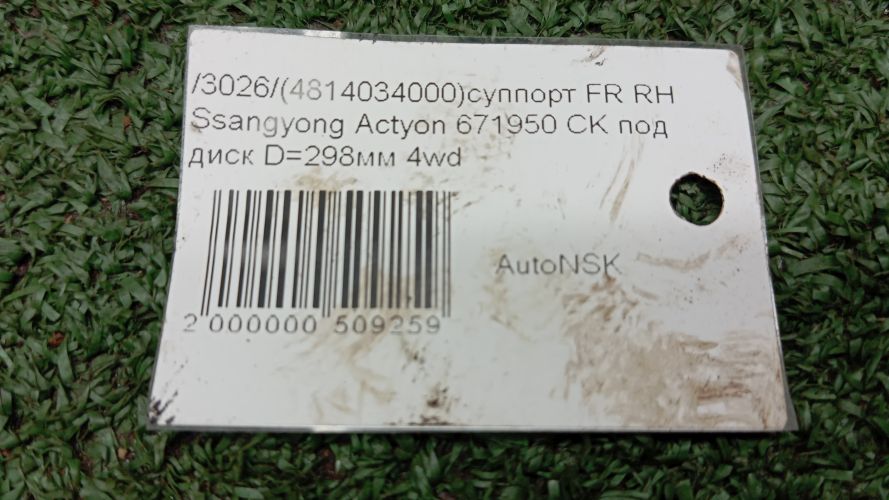 /3026/(4814034000)суппорт FR RH
Ssangyong Actyon 671950 CK под
диск D=298мм 4wd
AutoNSK
2 000000 509259